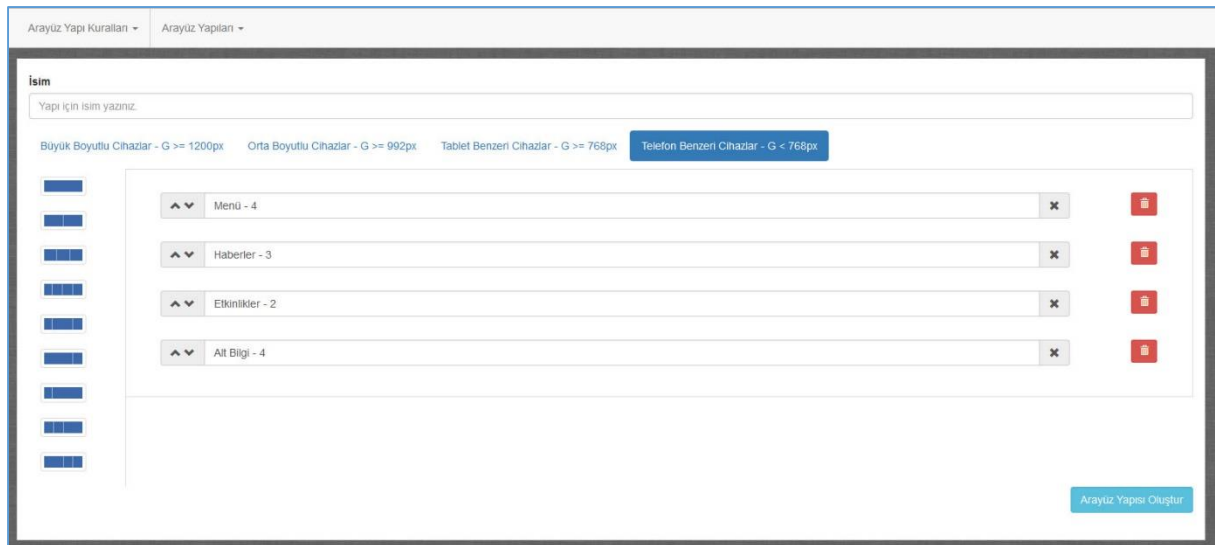 Arayüz Yapı Kuralları Arayüz Yapıları
İsim
Yapı için isim yazınız.
Büyük Boyutlu Cihazlar - G >= 1200px Orta Boyutlu Cihazlar - G >= 992px Tablet Benzeri Cihazlar - G >= 768px Telefon Benzeri Cihazlar - G < 768px
Menü - 4
Haberler - 3
Etkinlikler - 2
Alt Bilgi - 4
Arayüz Yapısı Oluştur